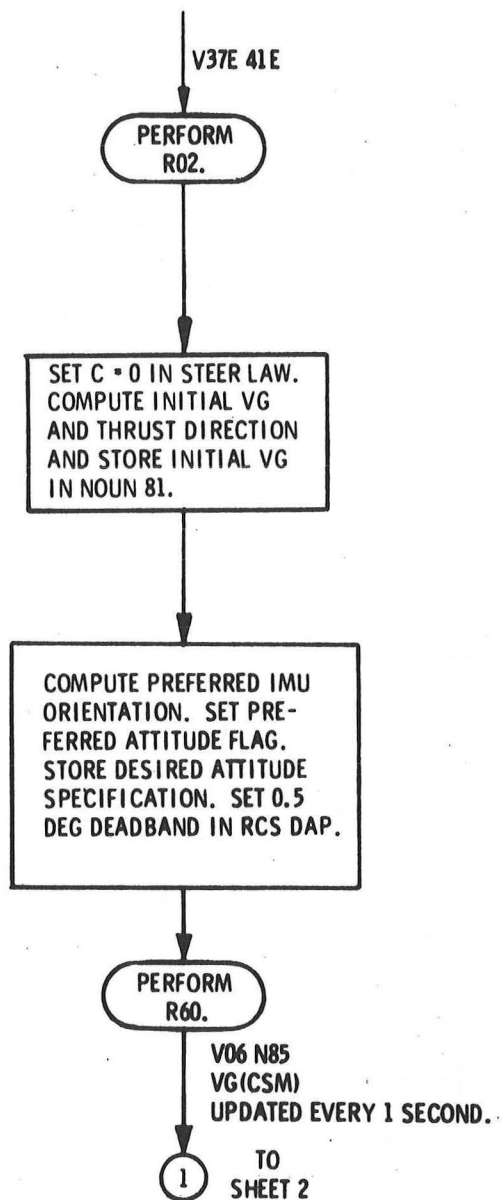 V37E 41E
PERFORM
R02.
SET C = 0 IN STEER LAW.
COMPUTE INITIAL VG
AND THRUST DIRECTION
AND STORE INITIAL VG
IN NOUN 81.
COMPUTE PREFERRED IMU
ORIENTATION. SET PRE-
FERRED ATTITUDE FLAG.
STORE DESIRED ATTITUDE
SPECIFICATION. SET 0.5
DEG DEADBAND IN RCS DAP.
PERFORM
R60.
V06 N85
VG(CSM)
UPDATED EVERY 1 SECOND.
1
TO
SHEET 2